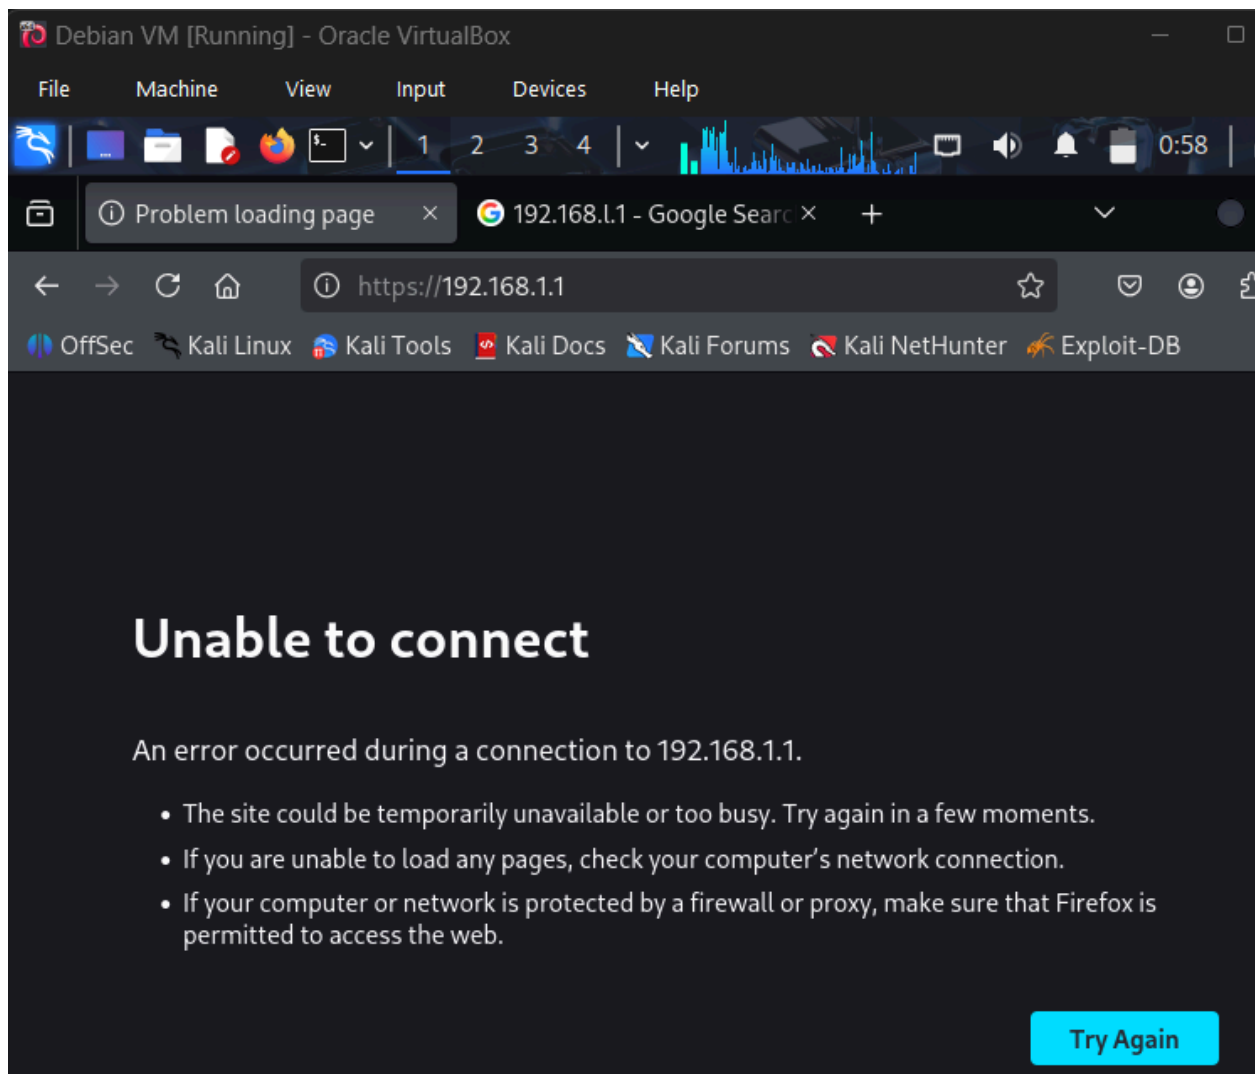 Debian VM [Running] - Oracle VirtualBox
File Machine View Input Devices Help
1 2 3 4 0:58
Problem loading page 192.168.l.1 - Google Searc
https://192.168.1.1
OffSec Kali Linux Kali Tools Kali Docs Kali Forums Kali NetHunter Exploit-DB
Unable to connect
An error occurred during a connection to 192.168.1.1.
• The site could be temporarily unavailable or too busy. Try again in a few moments.
• If you are unable to load any pages, check your computer’s network connection.
• If your computer or network is protected by a firewall or proxy, make sure that Firefox is
permitted to access the web.
Try Again